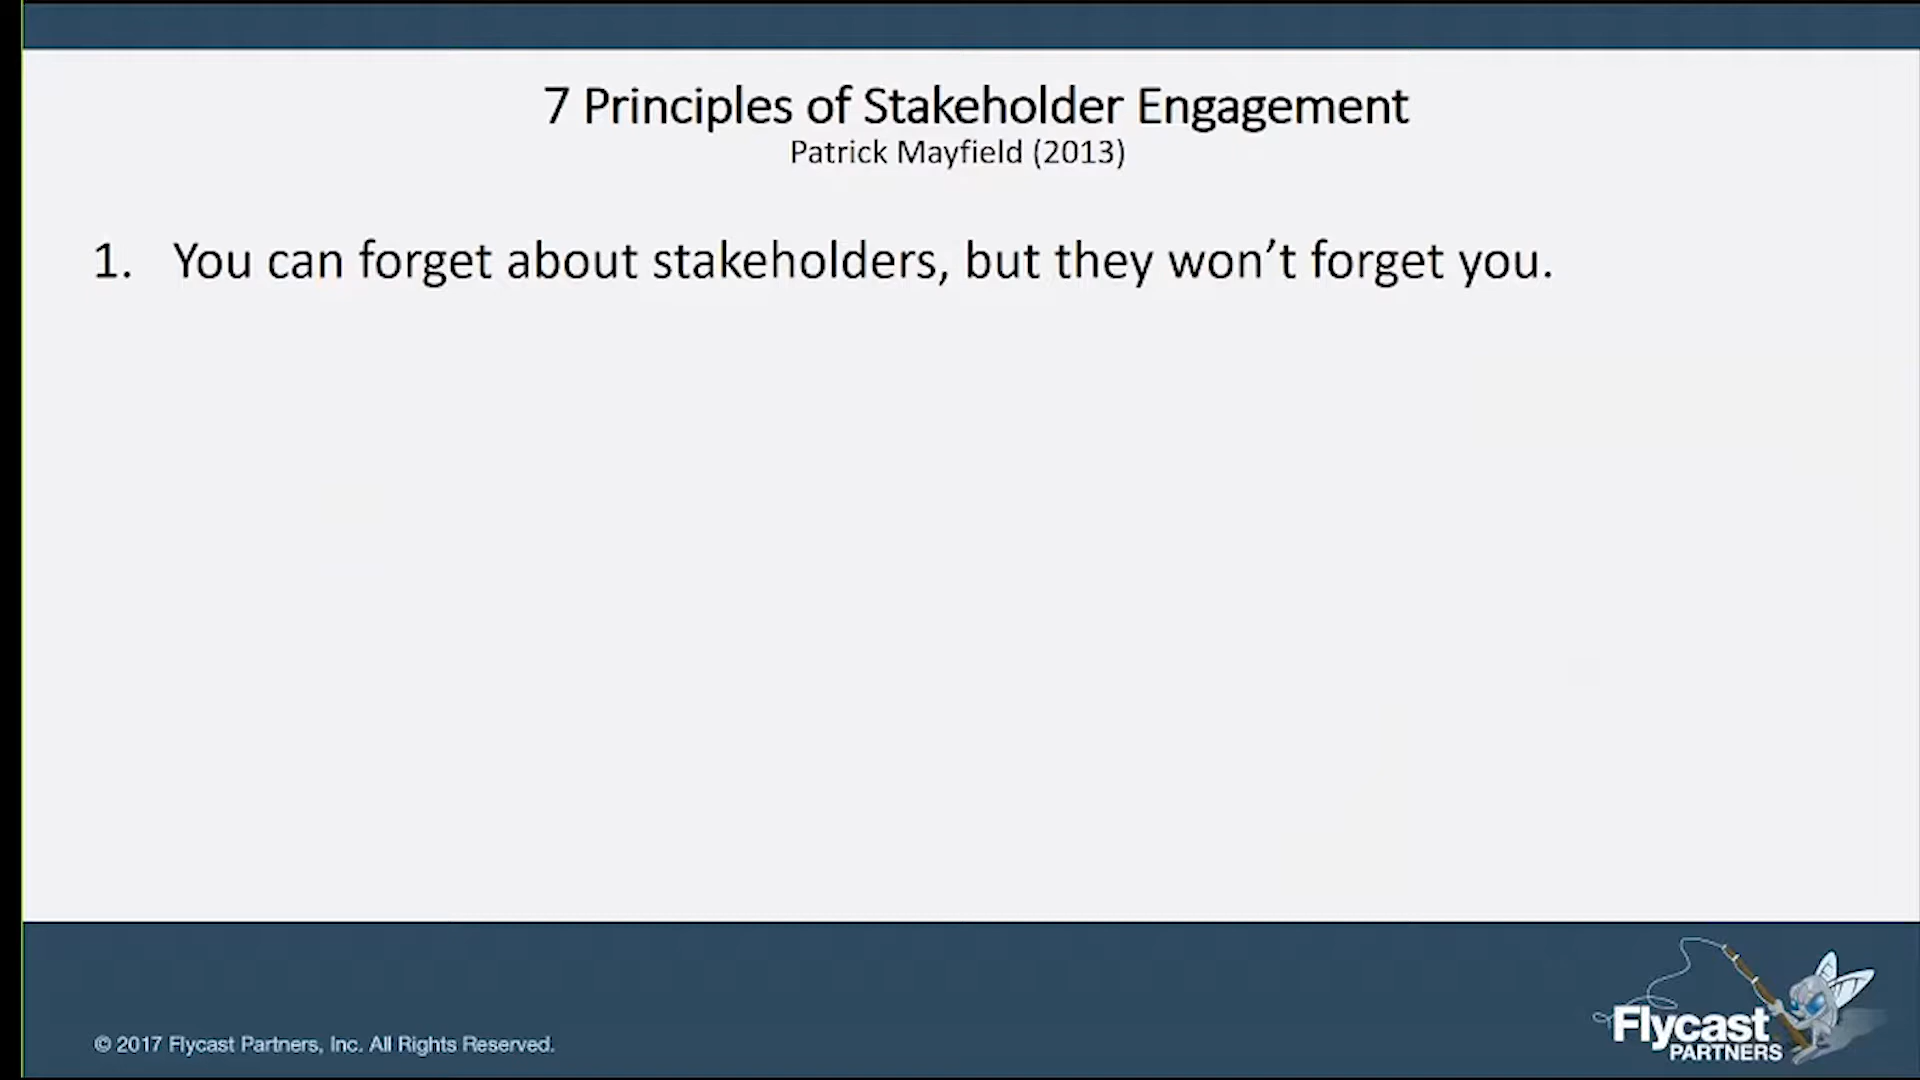 7 Principles of Stakeholder Engagement
Patrick Mayfield (2013)
1. You can forget about stakeholders, but they won’t forget you.
© 2017 Flycast Partners, Inc. All Rights Reserved.
Flycast
PARTNERS